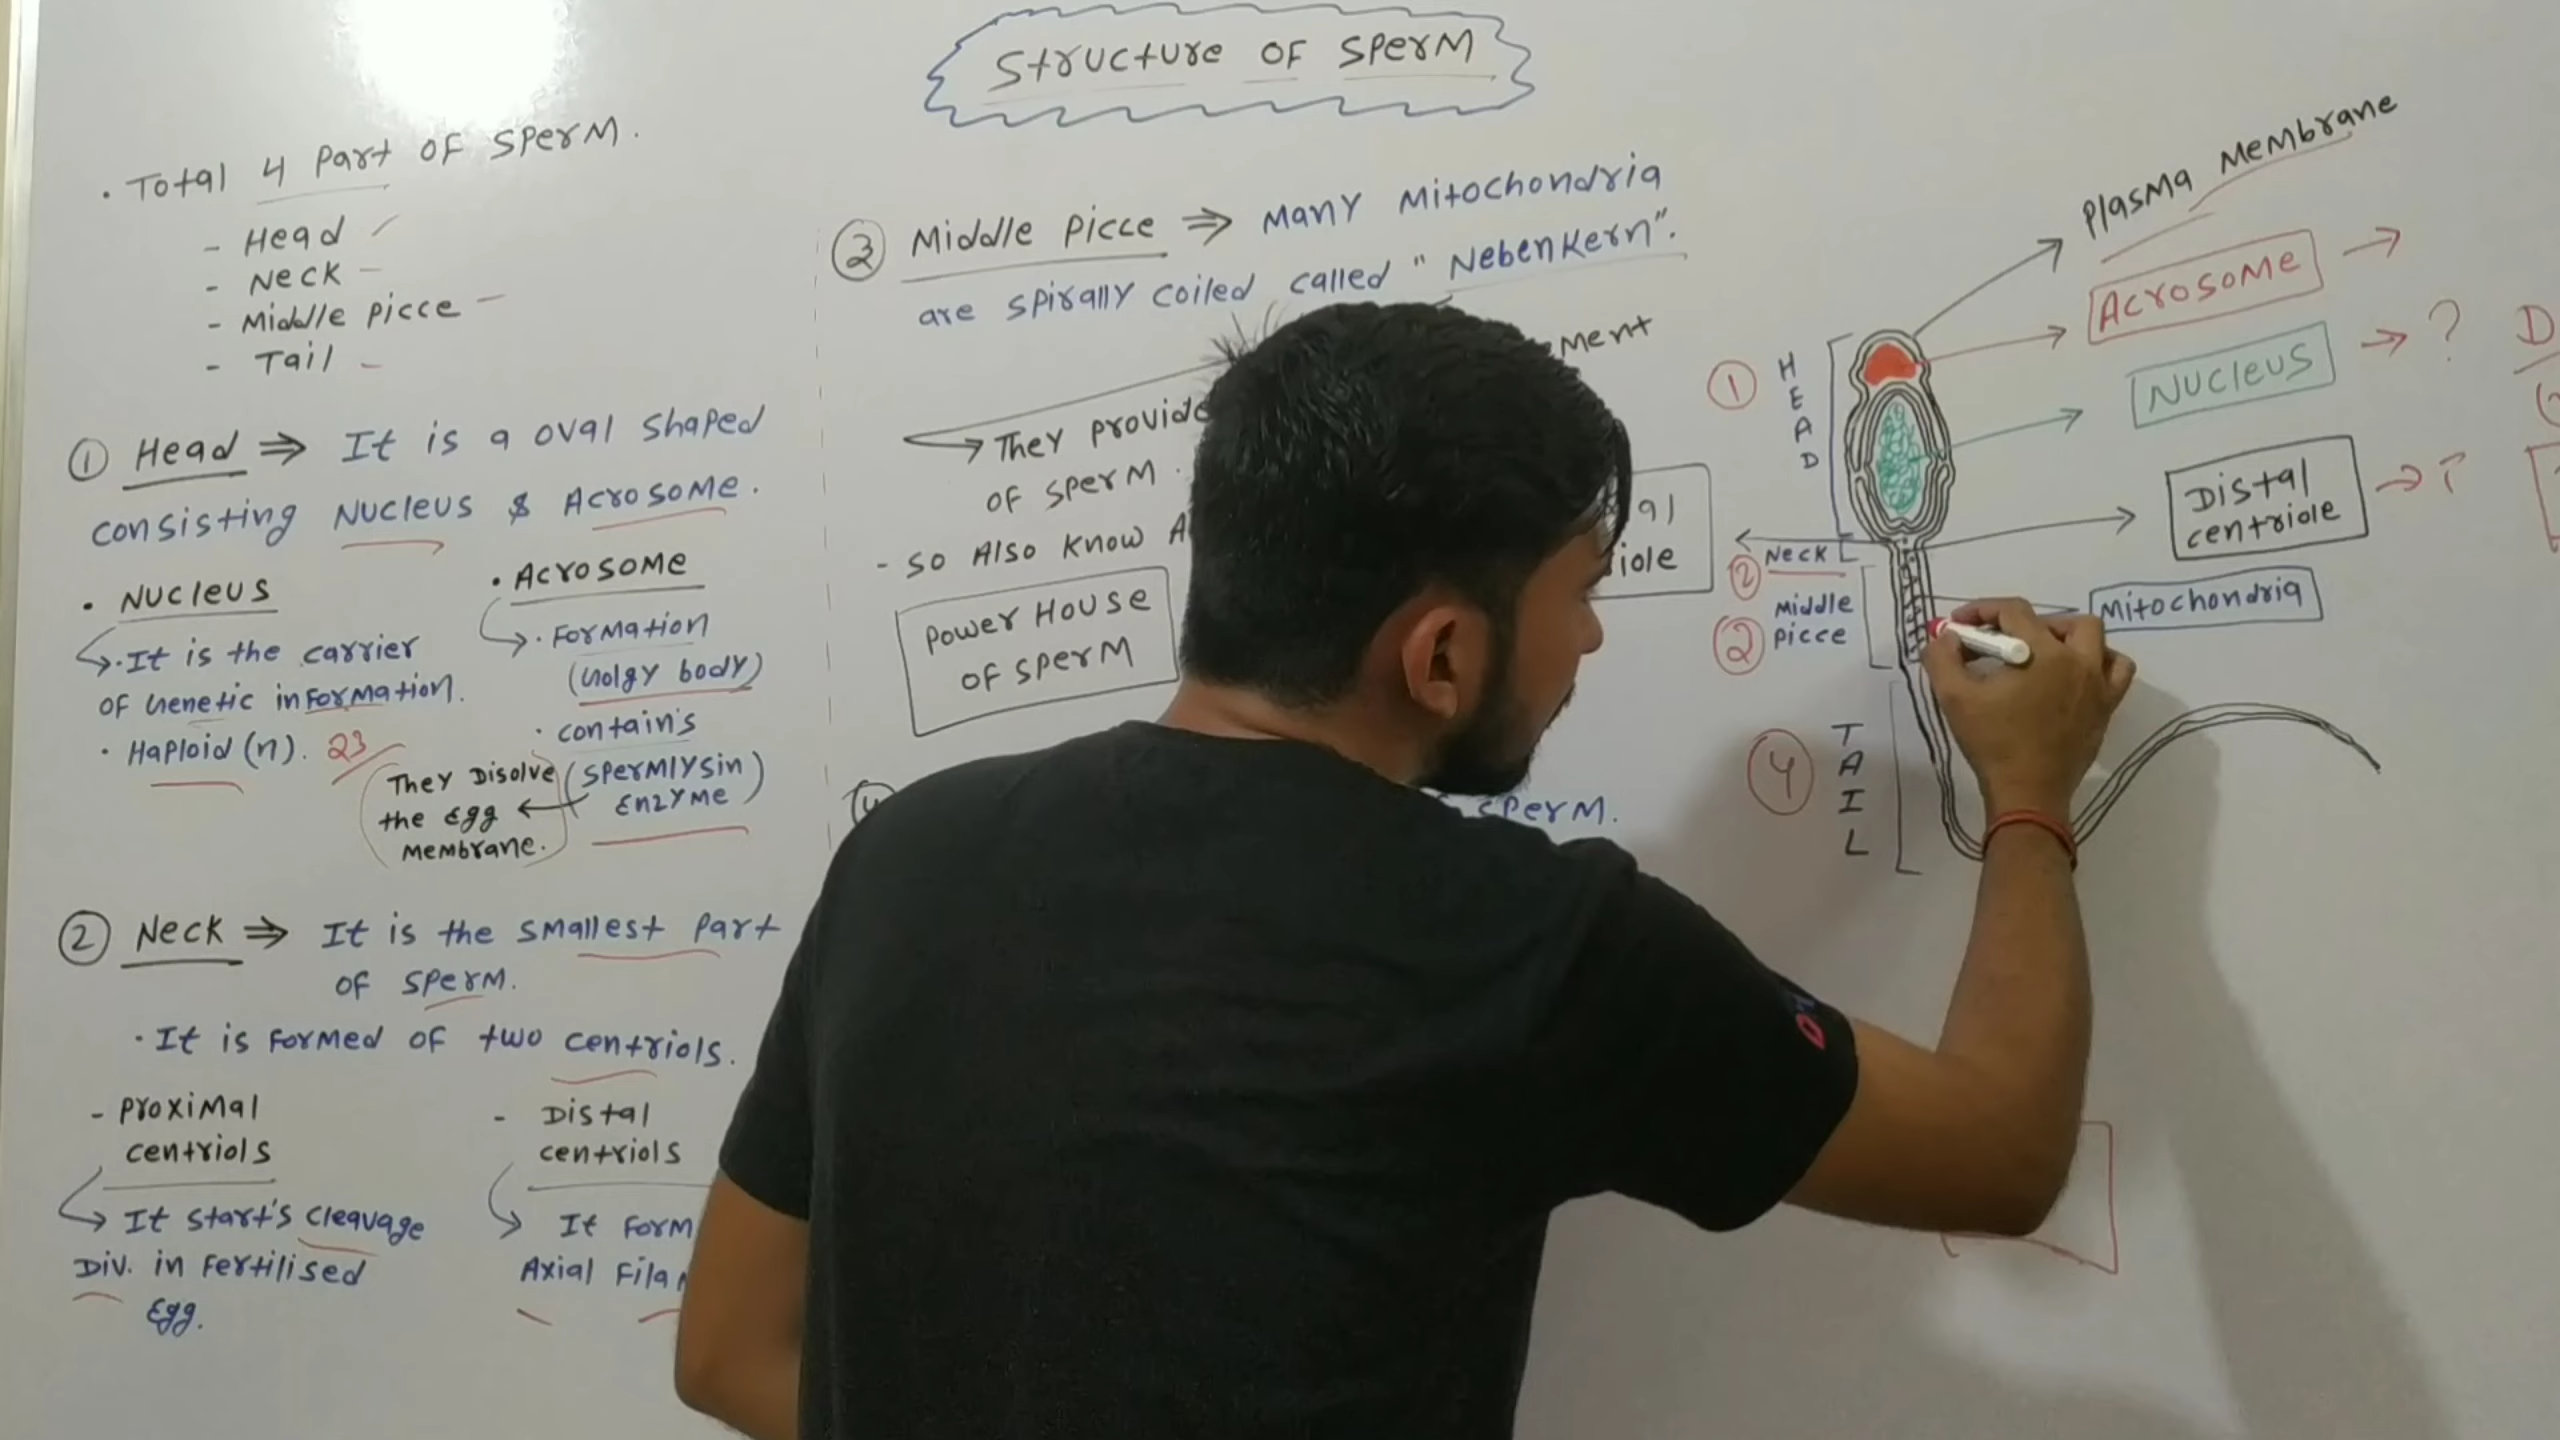 Structure OF Sperm
• Total 4 Part OF Sperm.
- Head
- Neck
- Middle Picce
- Tail
① Head ⇒ It is a oval shaped
consisting Nucleus & Acrosome.
• Nucleus
→ • It is the carrier
OF Genetic information.
• Haploid (n). 23
• Acrosome
→ • Formation
(Golgy body)
• contain's
(Spermlysin
Enzyme)
They Disolve
the Egg ←
Membrane.
② Neck ⇒ It is the smallest Part
OF Sperm.
• It is Formed OF two centriols.
- Proximal
centriols
→ It start's cleavage
Div. in Fertilised
Egg.
- Distal
centriols
→ It Form
Axial
③ Middle Picce ⇒ Many Mitochondria
are spirally coiled called "Nebenkern".
ment
→ They provide
OF Sperm.
- So Also Know
Power House
OF Sperm
al
iole
Sperm.
Plasma Membrane
Acrosome →
Nucleus → ?
D
Distal
centriole → ?
Mitochondria
① HEAD
② Neck
② Middle
Picce
④ TAIL